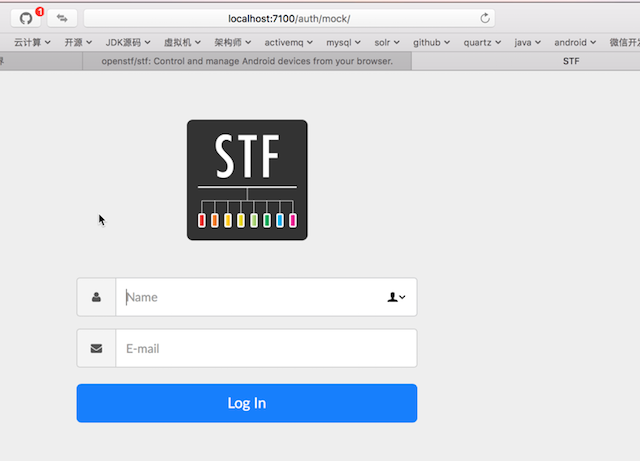 1
localhost:7100/auth/mock/
云计算 开源 JDK源码 虚拟机 架构师 activemq mysql solr github quartz java android 微信开
界 openstf/stf: Control and manage Android devices from your browser. STF
STF
Name
E-mail
Log In